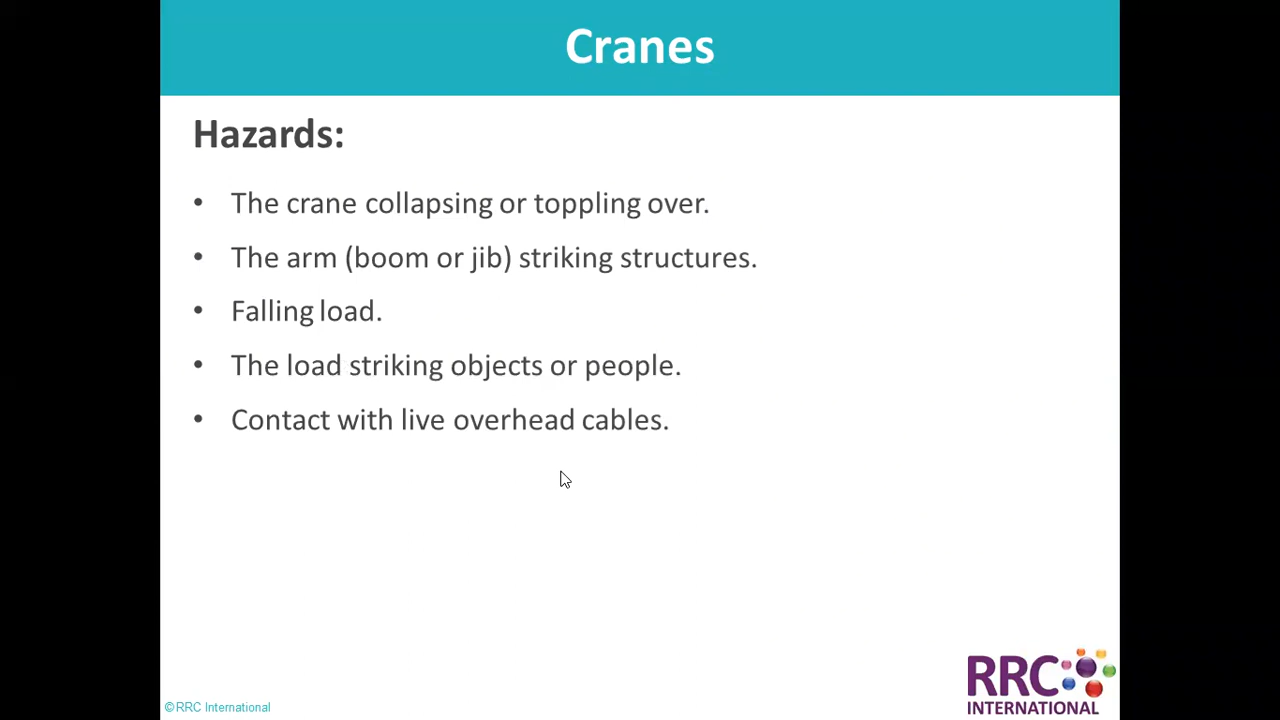 Cranes
Hazards:
• The crane collapsing or toppling over.
• The arm (boom or jib) striking structures.
• Falling load.
• The load striking objects or people.
• Contact with live overhead cables.
RRC
INTERNATIONAL
©RRC International